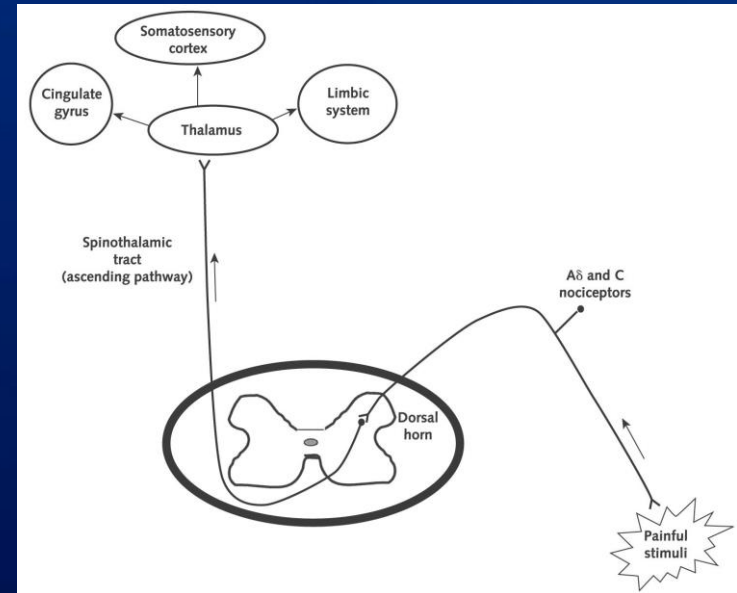 Somatosensory
cortex
Cingulate
gyrus
Limbic
system
Thalamus
Spinothalamic
tract
(ascending pathway)
Aδ and C
nociceptors
Dorsal
horn
Painful
stimuli